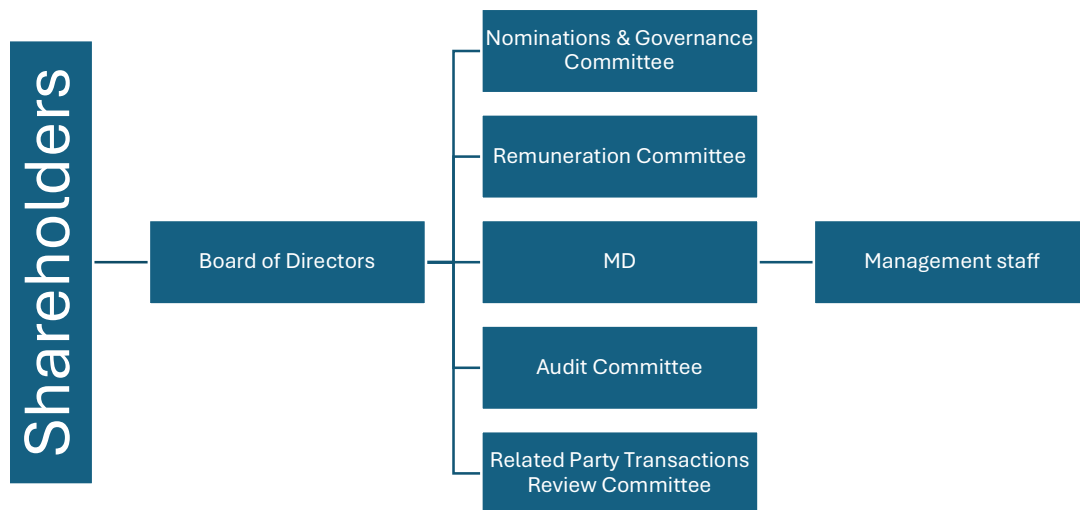 Shareholders
Board of Directors
Nominations & Governance
Committee
Remuneration Committee
MD
Management staff
Audit Committee
Related Party Transactions
Review Committee